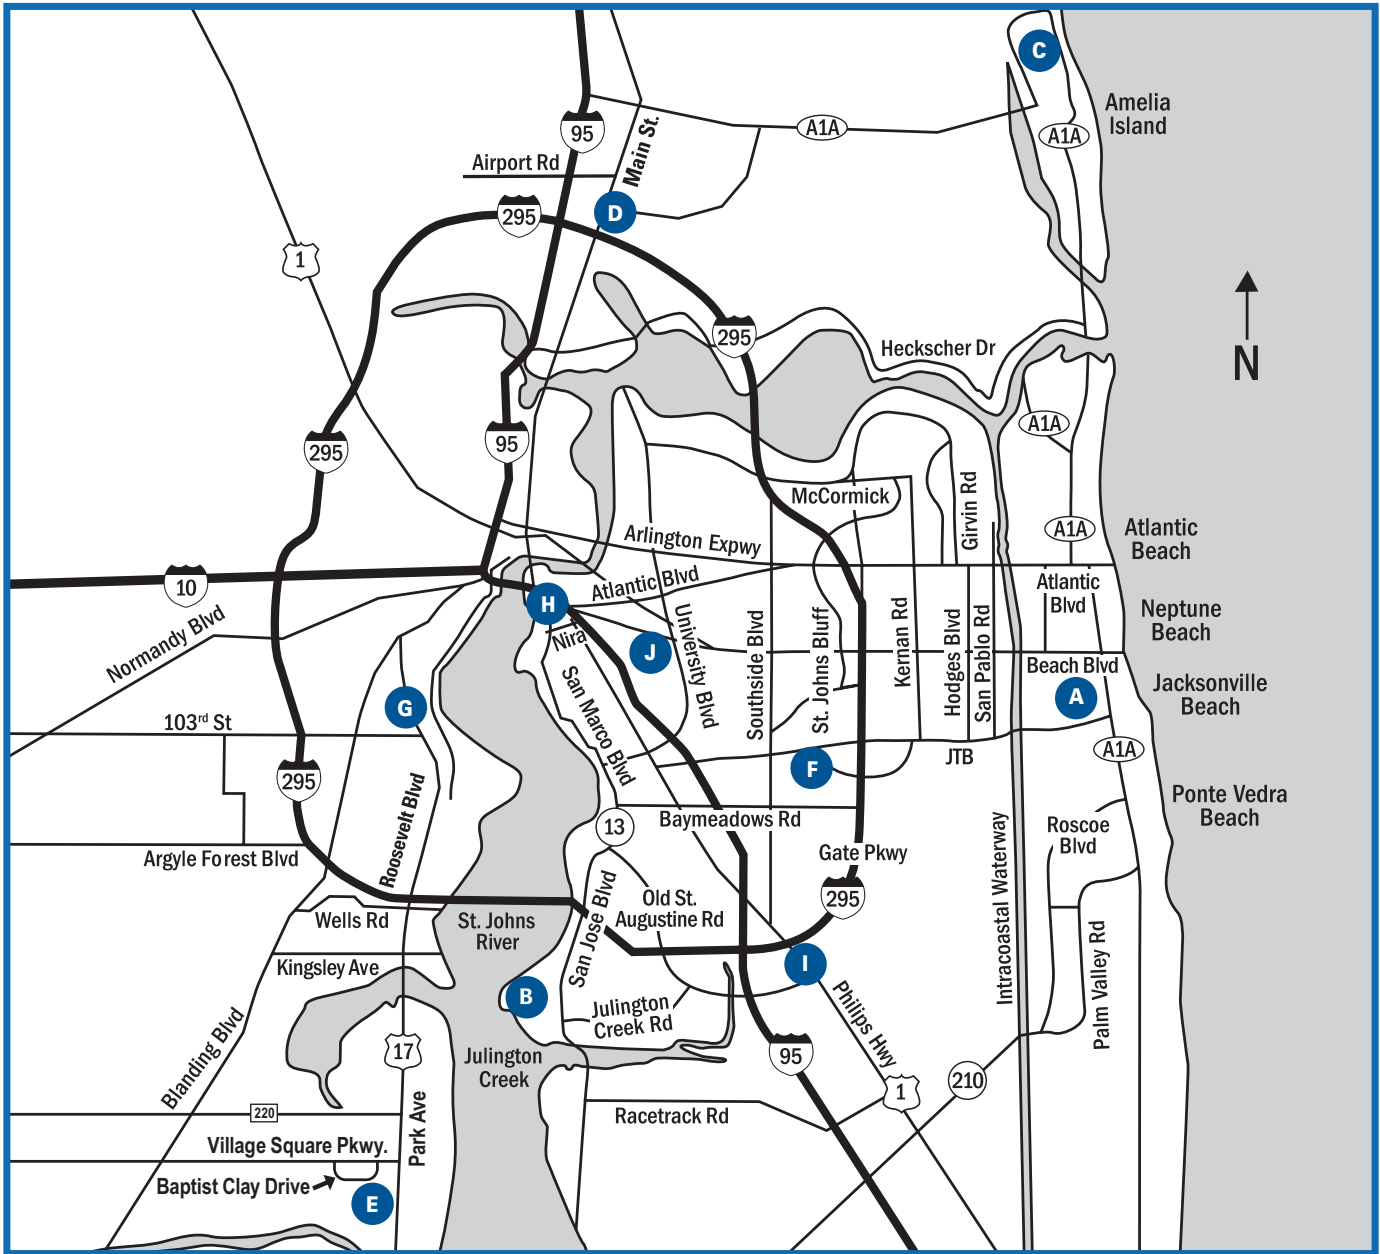 C
Amelia
Island
A1A
A1A
95
Main St.
Airport Rd
295
D
1
295
Heckscher Dr
N
A1A
295
95
McCormick
Girvin Rd
A1A
Atlantic
Beach
Arlington Expwy
10
Atlantic Blvd
Atlantic
Blvd
H
Normandy Blvd
Nira
J
University Blvd
Southside Blvd
St. Johns Bluff
Kernan Rd
Hodges Blvd
San Pablo Rd
Neptune
Beach
Beach Blvd
A
Jacksonville
Beach
San Marco Blvd
G
103rd St
A1A
JTB
F
295
Roosevelt Blvd
Ponte Vedra
Beach
13
Baymeadows Rd
Roscoe
Blvd
Argyle Forest Blvd
Gate Pkwy
295
Intracoastal Waterway
San Jose Blvd
Old St.
Augustine Rd
Wells Rd
St. Johns
River
Palm Valley Rd
Kingsley Ave
I
B
Julington
Creek Rd
Philips Hwy
Blanding Blvd
17
Julington
Creek
95
210
1
220
Racetrack Rd
Park Ave
Village Square Pkwy.
Baptist Clay Drive
E